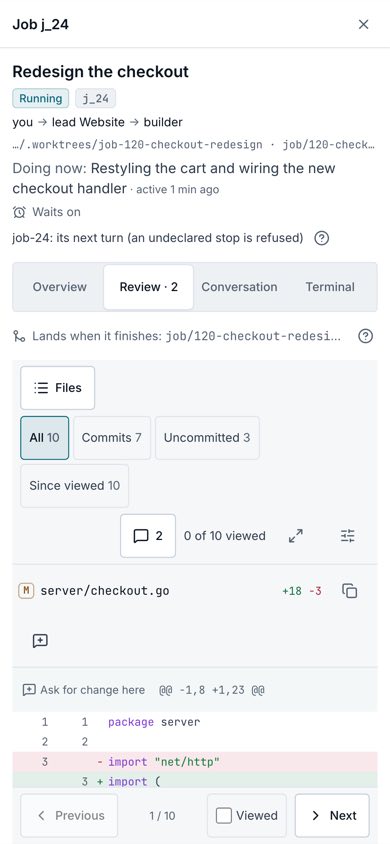 Job j_24
Redesign the checkout
Running j_24
you → lead Website → builder
…/.worktrees/job-120-checkout-redesign · job/120-check…
Doing now: Restyling the cart and wiring the new
checkout handler · active 1 min ago
Waits on
job-24: its next turn (an undeclared stop is refused)
Overview Review · 2 Conversation Terminal
Lands when it finishes: job/120-checkout-redesi…
Files
All 10 Commits 7 Uncommitted 3
Since viewed 10
2 0 of 10 viewed
M server/checkout.go +18 -3
Ask for change here @@ -1,8 +1,23 @@
1 1 package server
2 2
3 - import "net/http"
3 + import (
Previous 1 / 10 Viewed Next